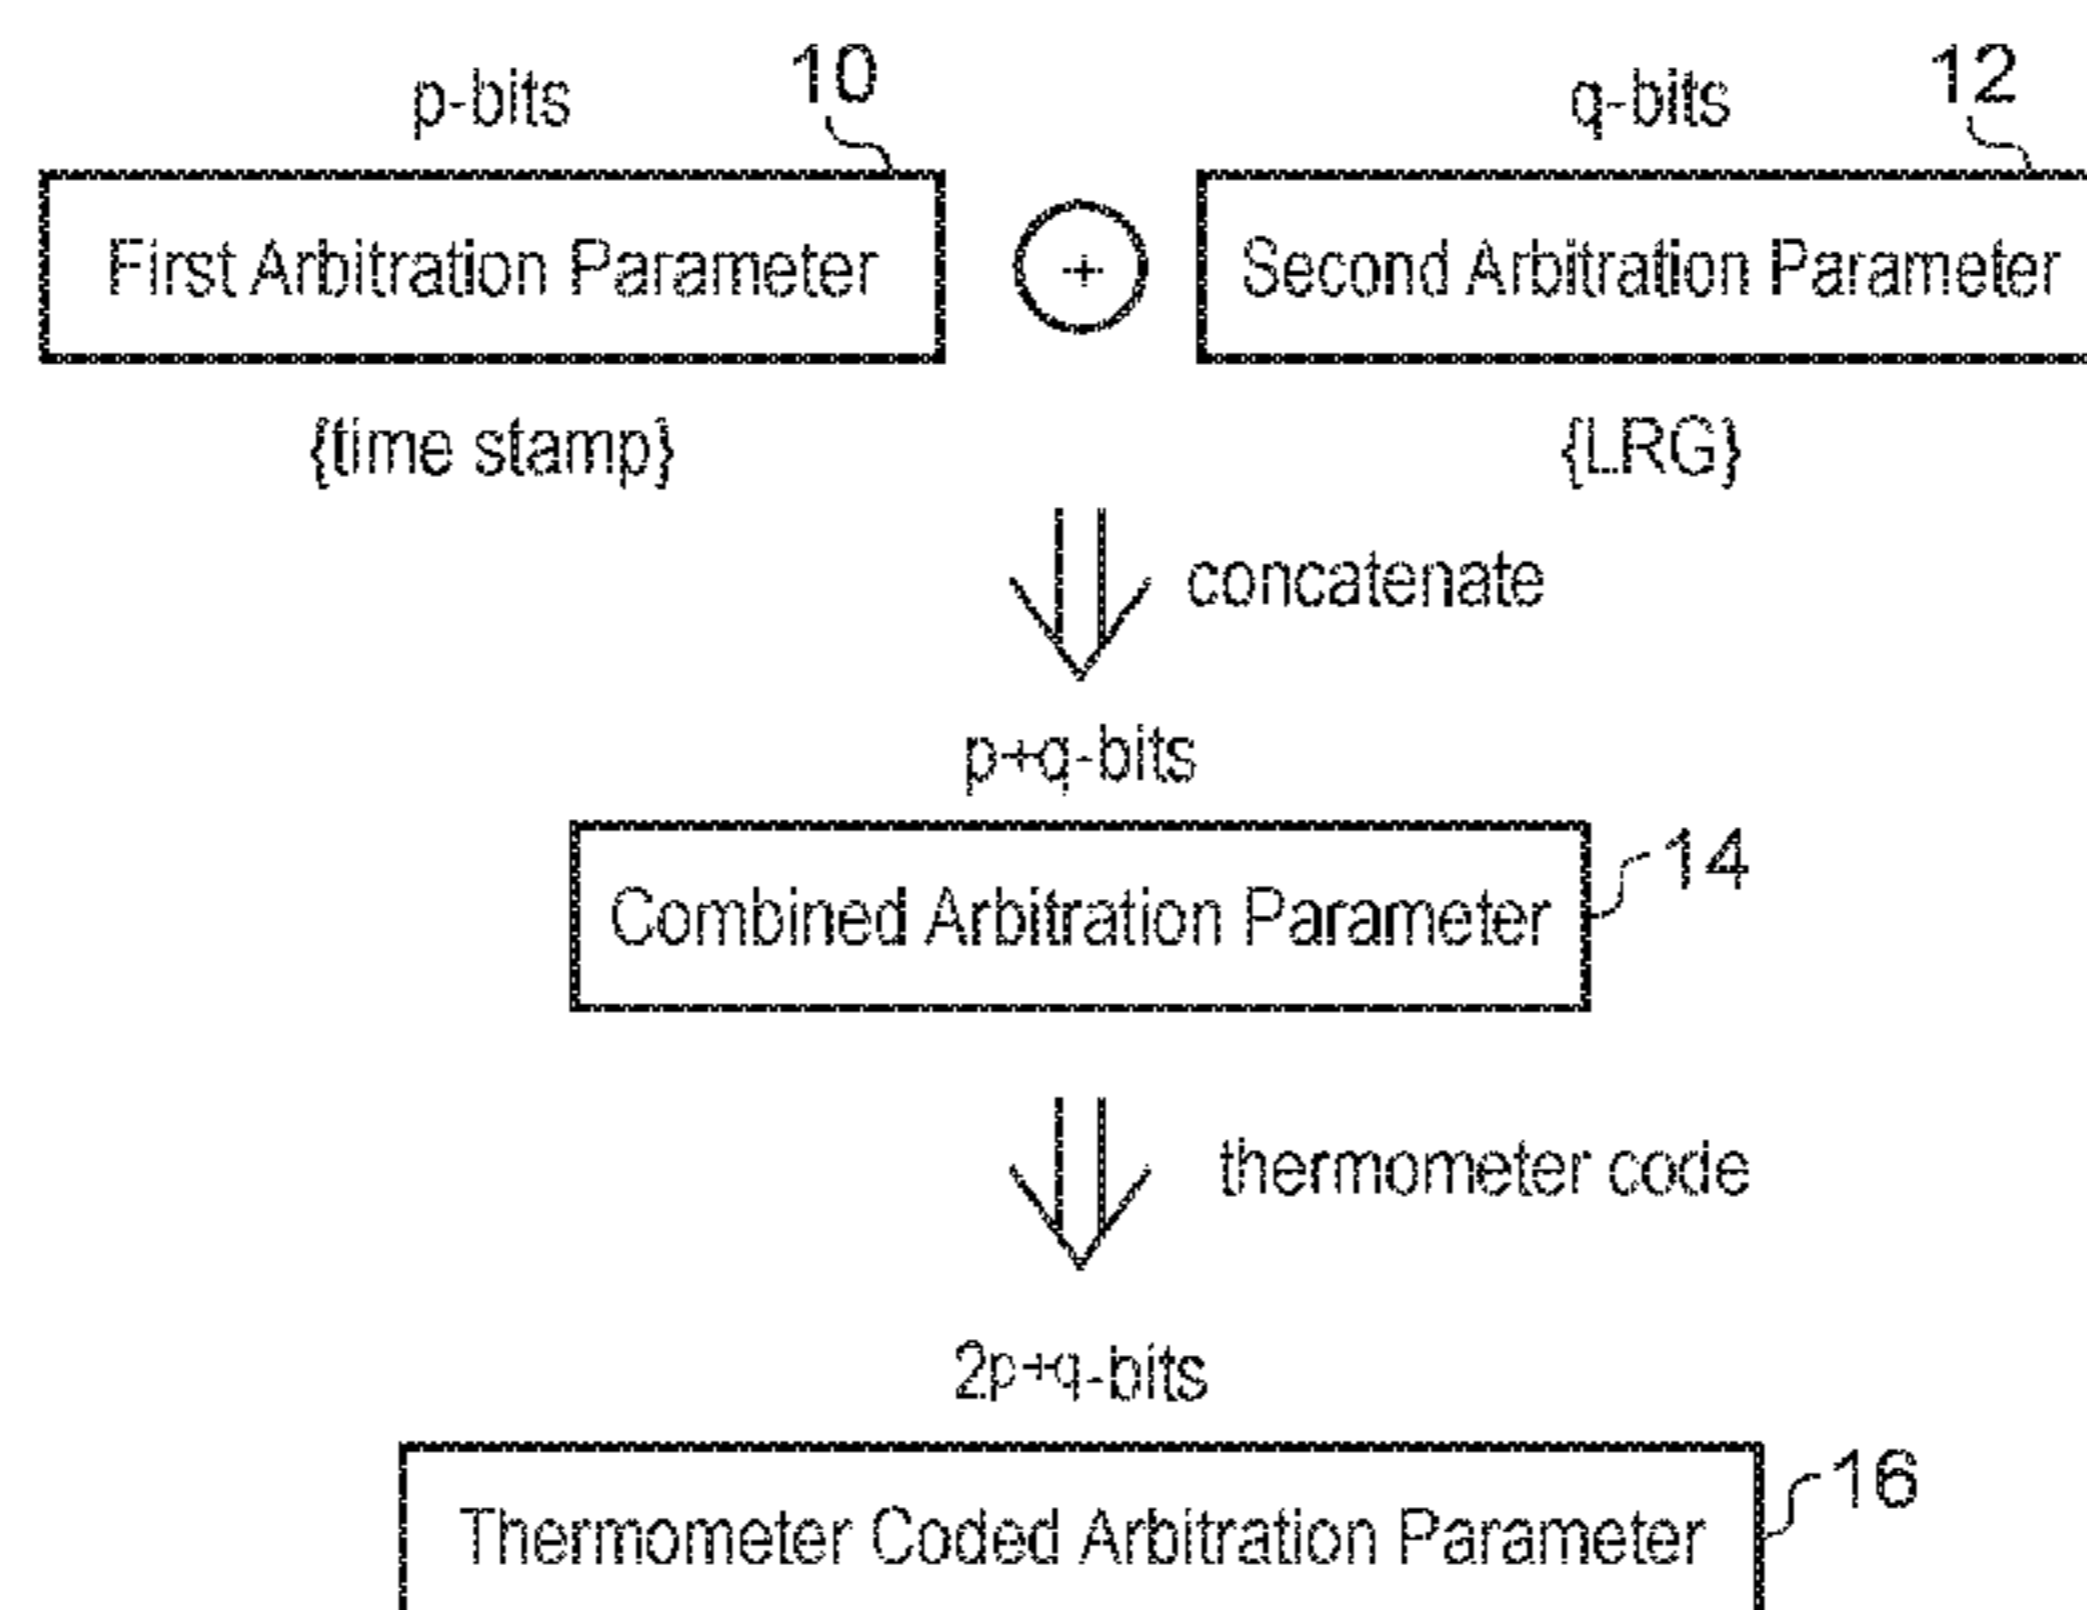 p-bits 10 q-bits 12
First Arbitration Parameter + Second Arbitration Parameter
{time stamp} {LRG}
concatenate
p+q-bits
Combined Arbitration Parameter 14
thermometer code
2p+q-bits
Thermometer Coded Arbitration Parameter 16